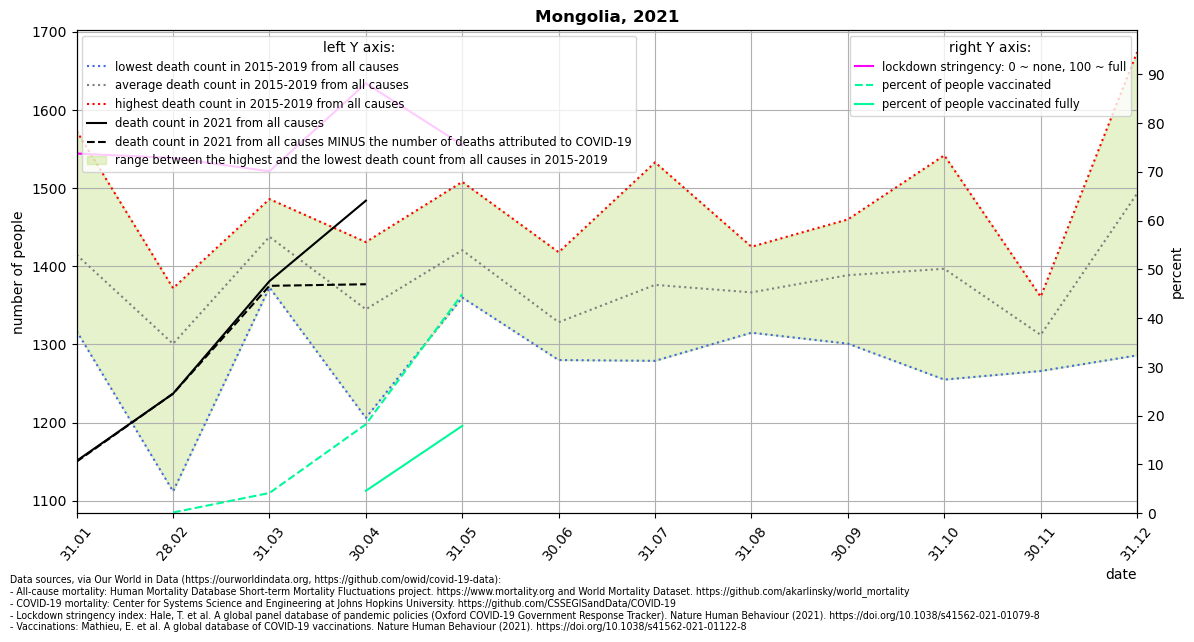 Mongolia, 2021
left Y axis:
lowest death count in 2015-2019 from all causes
average death count in 2015-2019 from all causes
highest death count in 2015-2019 from all causes
death count in 2021 from all causes
death count in 2021 from all causes MINUS the number of deaths attributed to COVID-19
range between the highest and the lowest death count from all causes in 2015-2019
right Y axis:
lockdown stringency: 0 ~ none, 100 ~ full
percent of people vaccinated
percent of people vaccinated fully
number of people
1700
1600
1500
1400
1300
1200
1100
percent
90
80
70
60
50
40
30
20
10
0
31.01
28.02
31.03
30.04
31.05
30.06
31.07
31.08
30.09
31.10
30.11
31.12
date
Data sources, via Our World in Data (https://ourworldindata.org, https://github.com/owid/covid-19-data):
- All-cause mortality: Human Mortality Database Short-term Mortality Fluctuations project. https://www.mortality.org and World Mortality Dataset. https://github.com/akarlinsky/world_mortality
- COVID-19 mortality: Center for Systems Science and Engineering at Johns Hopkins University. https://github.com/CSSEGISandData/COVID-19
- Lockdown stringency index: Hale, T. et al. A global panel database of pandemic policies (Oxford COVID-19 Government Response Tracker). Nature Human Behaviour (2021). https://doi.org/10.1038/s41562-021-01079-8
- Vaccinations: Mathieu, E. et al. A global database of COVID-19 vaccinations. Nature Human Behaviour (2021). https://doi.org/10.1038/s41562-021-01122-8